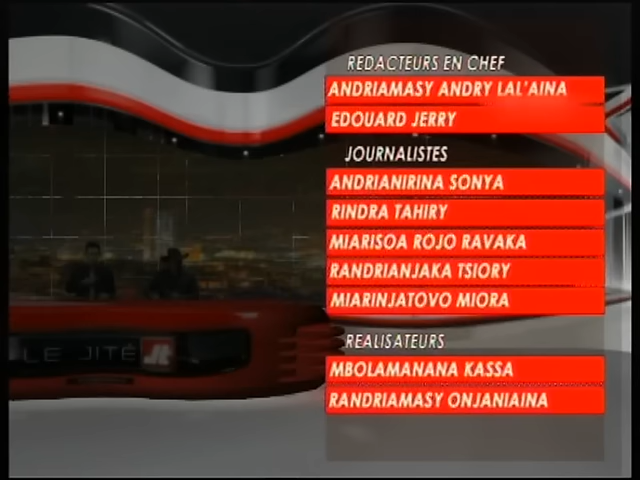 REDACTEURS EN CHEF
ANDRIAMASY ANDRY LAL'AINA
EDOUARD JERRY
JOURNALISTES
ANDRIANIRINA SONYA
RINDRA TAHIRY
MIARISOA ROJO RAVAKA
RANDRIANJAKA TSIORY
MIARINJATOVO MIORA
REALISATEURS
MBOLAMANANA KASSA
RANDRIAMASY ONJANIAINA
LE JITÉ